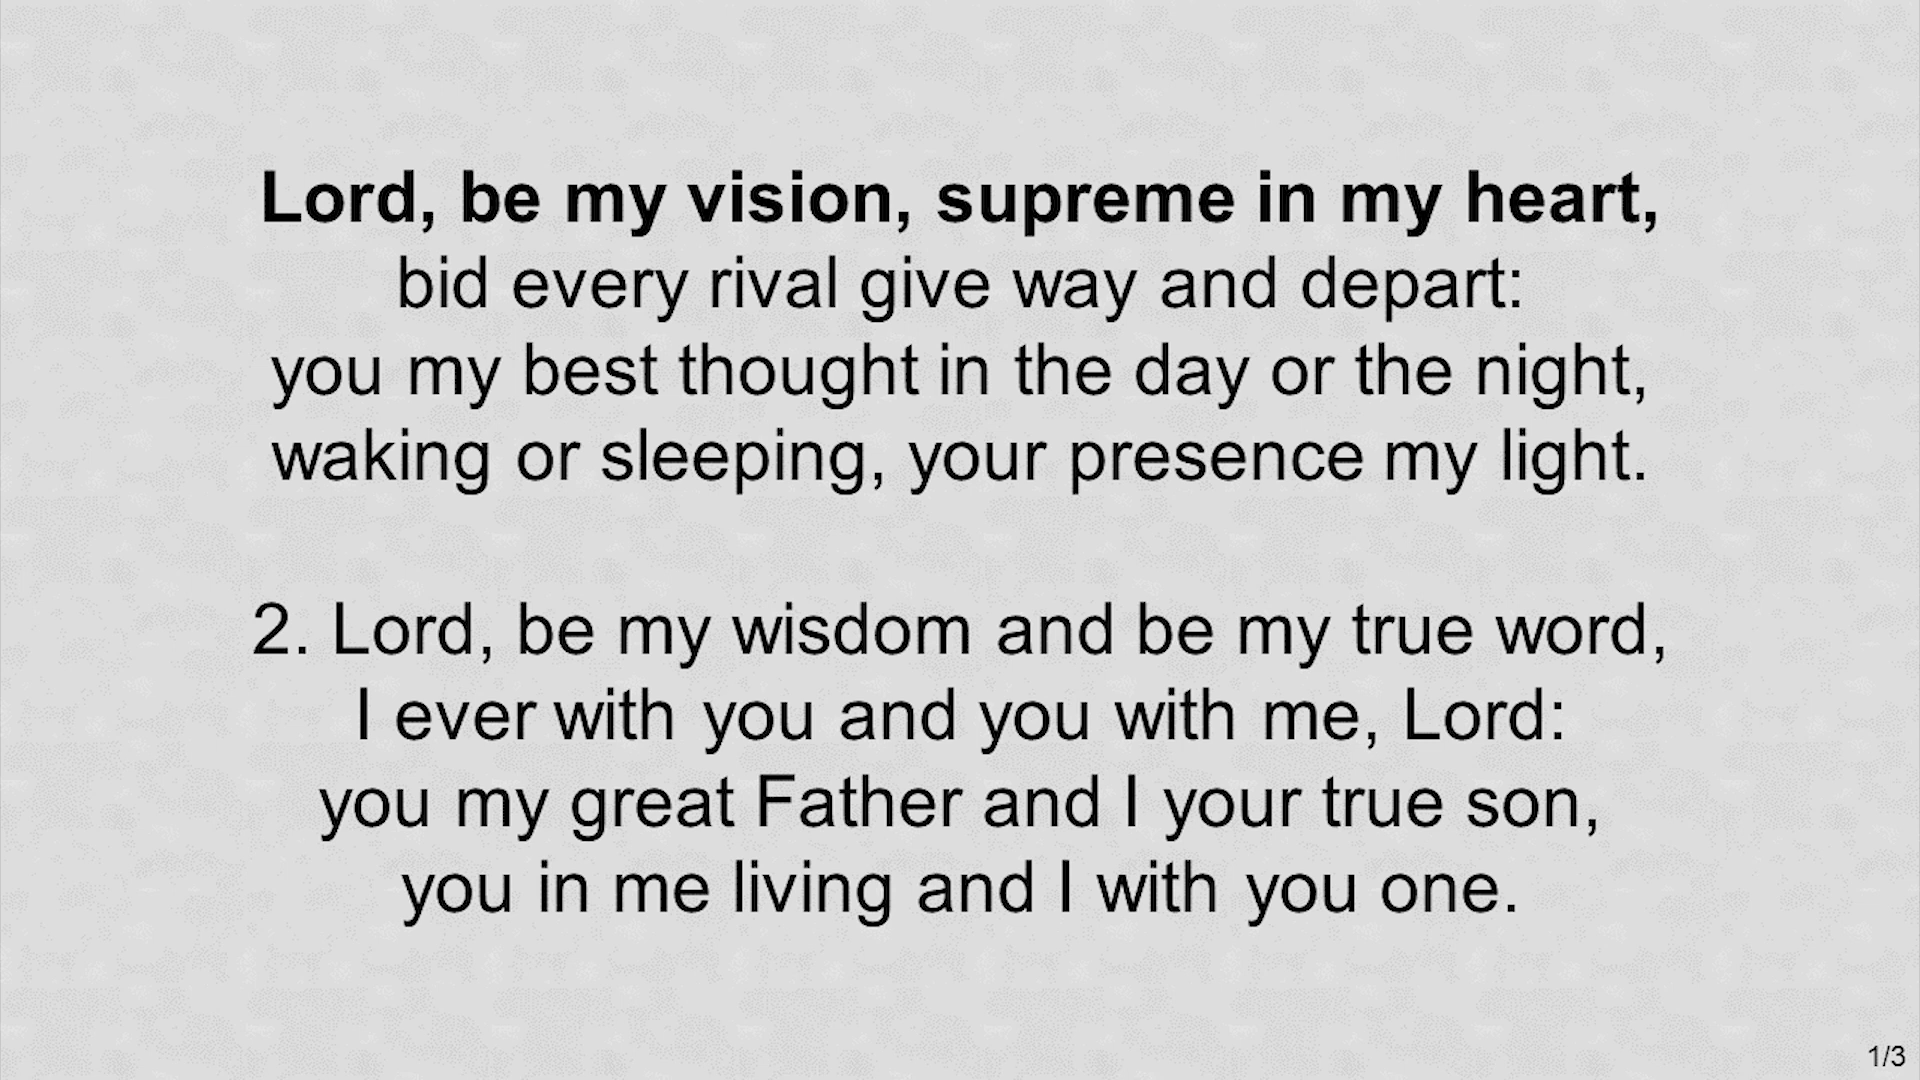 Lord, be my vision, supreme in my heart,
bid every rival give way and depart:
you my best thought in the day or the night,
waking or sleeping, your presence my light.
2. Lord, be my wisdom and be my true word,
I ever with you and you with me, Lord:
you my great Father and I your true son,
you in me living and I with you one.
1/3